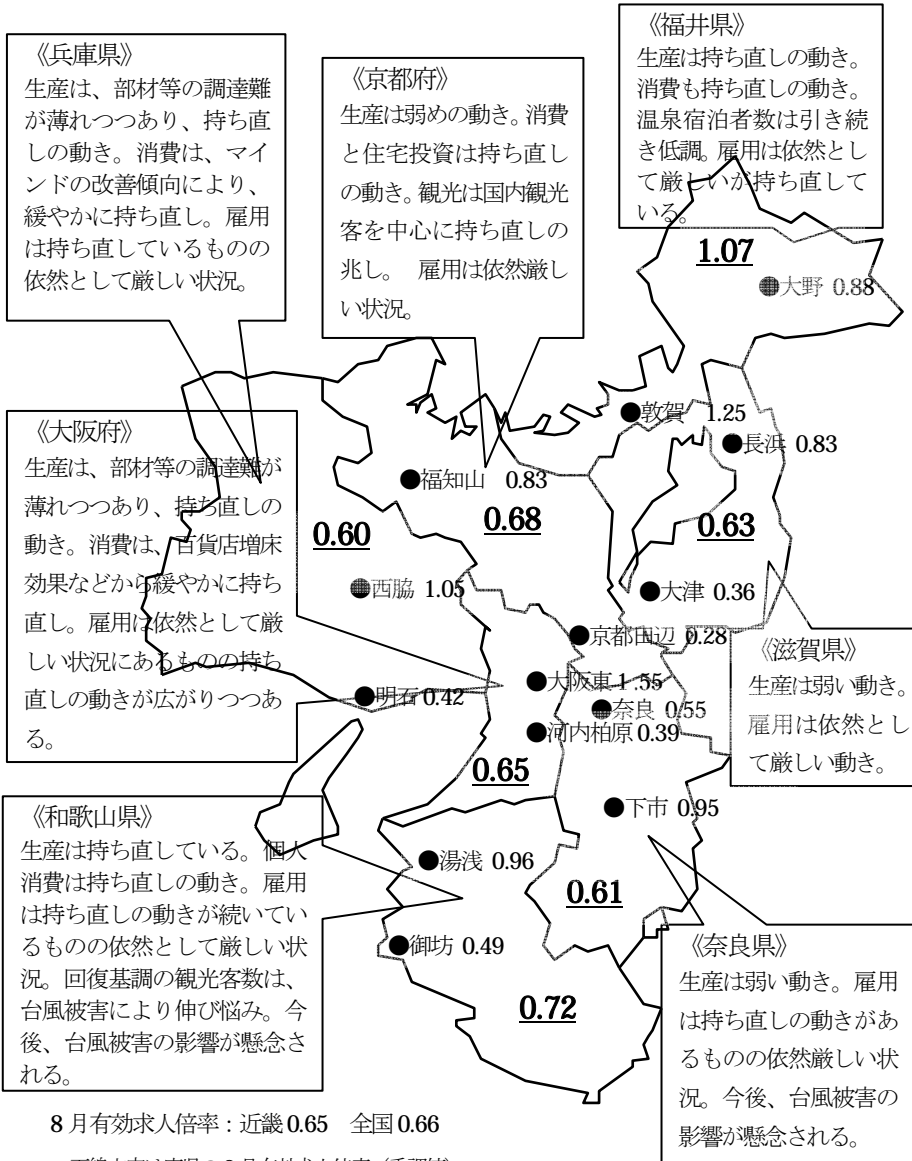 《兵庫県》
生産は、部材等の調達難
が薄れつつあり、持ち直
しの動き。消費は、マイ
ンドの改善傾向により、
緩やかに持ち直し。雇用
は持ち直しているものの
依然として厳しい状況。
《京都府》
生産は弱めの動き。消費
と住宅投資は持ち直し
の動き。観光は国内観光
客を中心に持ち直しの
兆し。 雇用は依然厳し
い状況。
《福井県》
生産は持ち直しの動き。
消費も持ち直しの動き。
温泉宿泊者数は引き続
き低調。雇用は依然とし
て厳しいが持ち直して
いる。
1.07
●大野 0.88
●敦賀 1.25
●長浜 0.83
●福知山 0.83
0.60
0.68
0.63
●西脇 1.05
●大津 0.36
●京都田辺 0.28
●大阪東 1.55
●明石 0.42
●奈良 0.55
●河内柏原 0.39
0.65
●下市 0.95
●湯浅 0.96
0.61
●御坊 0.49
0.72
《大阪府》
生産は、部材等の調達難が
薄れつつあり、持ち直しの
動き。消費は、百貨店増床
効果などから緩やかに持ち
直し。雇用は依然として厳
しい状況にあるものの持ち
直しの動きが広がりつつあ
る。
《滋賀県》
生産は弱い動き。
雇用は依然とし
て厳しい動き。
《和歌山県》
生産は持ち直している。個人
消費は持ち直しの動き。雇用
は持ち直しの動きが続いてい
るものの依然として厳しい状
況。回復基調の観光客数は、
台風被害により伸び悩み。今
後、台風被害の影響が懸念さ
れる。
《奈良県》
生産は弱い動き。雇用
は持ち直しの動きがあ
るものの依然厳しい状
況。今後、台風被害の
影響が懸念される。
8 月有効求人倍率：近畿 0.65 全国 0.66